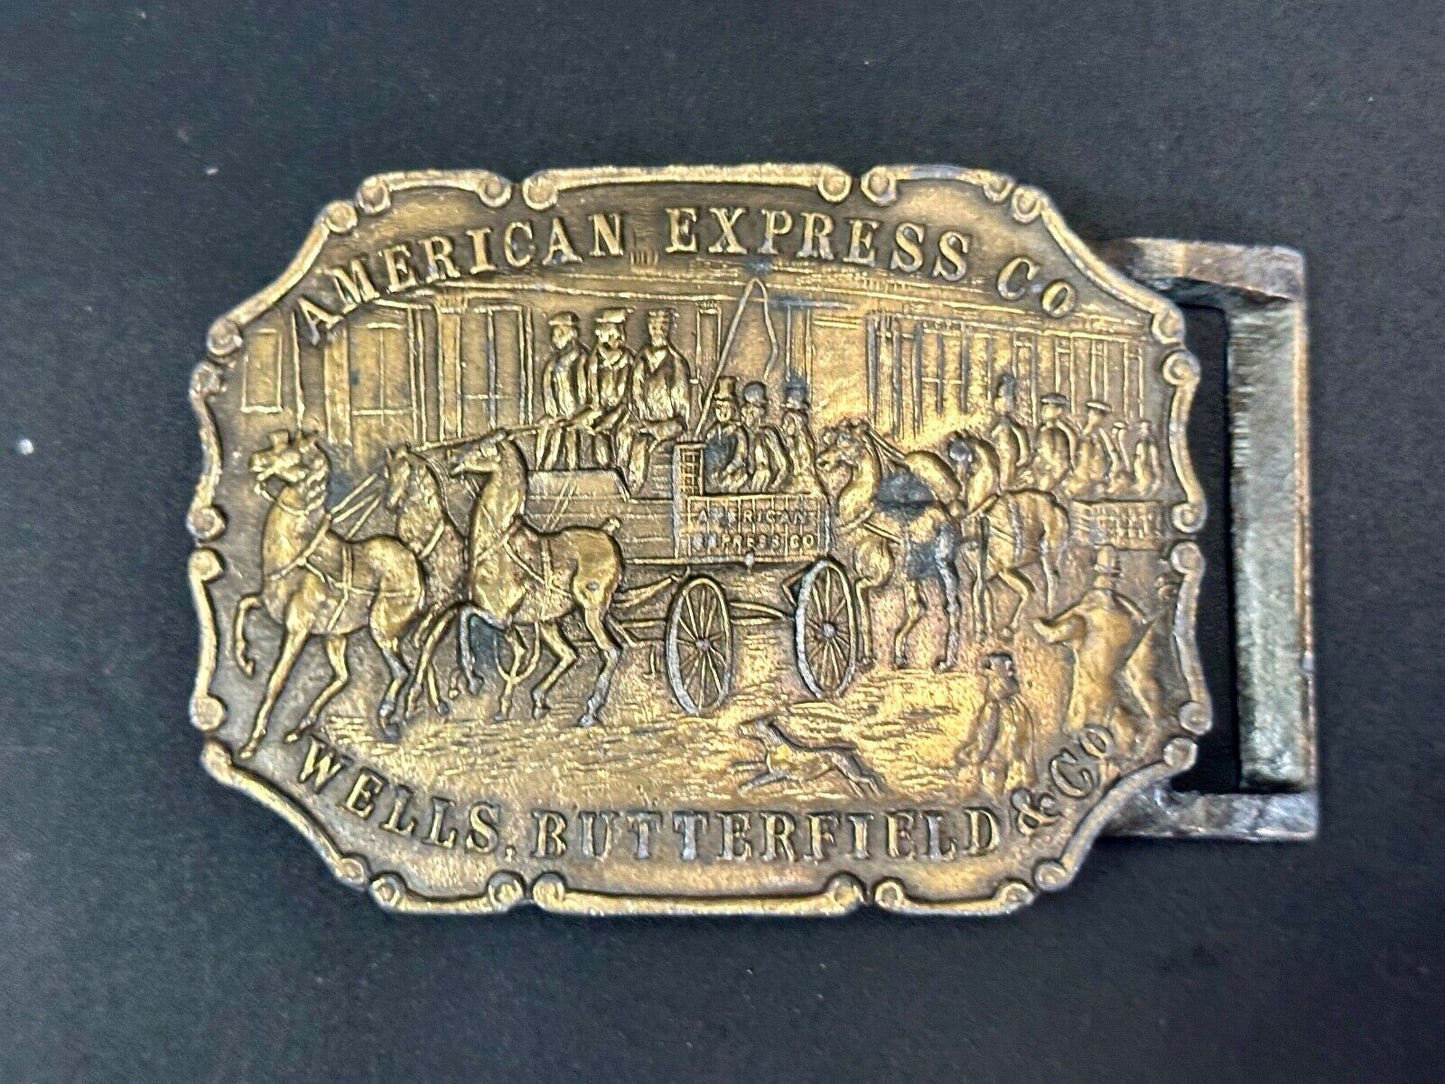 AMERICAN EXPRESS Co
AMERICAN
EXPRESS CO
WELLS, BUTTERFIELD & Co